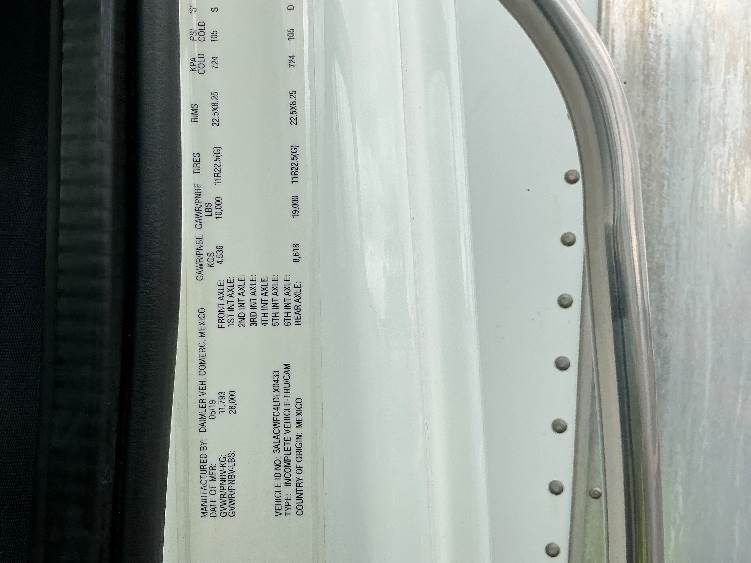 MANUFACTURED BY: DAIMLER VEH. COMERC. MEXICO
DATE OF MFR: 05/19
GVWR/PNBV-KG: 11,793
GVWR/PNBV-LBS: 26,000
GAWR/PNBE KGS GAWR/PNBE LBS TIRES RIMS KPA COLD PSI COLD "S"
FRONT AXLE: 4,536 10,000 11R22.5(G) 22.5X8.25 724 105 S
1ST INT AXLE:
2ND INT AXLE:
3RD INT AXLE:
4TH INT AXLE:
5TH INT AXLE:
6TH INT AXLE:
REAR AXLE: 8,618 19,000 11R22.5(G) 22.5X8.25 724 105 D
VEHICLE ID NO:
TYPE: INCOMPLETE VEHICLE-TRK/CAM
COUNTRY OF ORIGIN: MEXICO